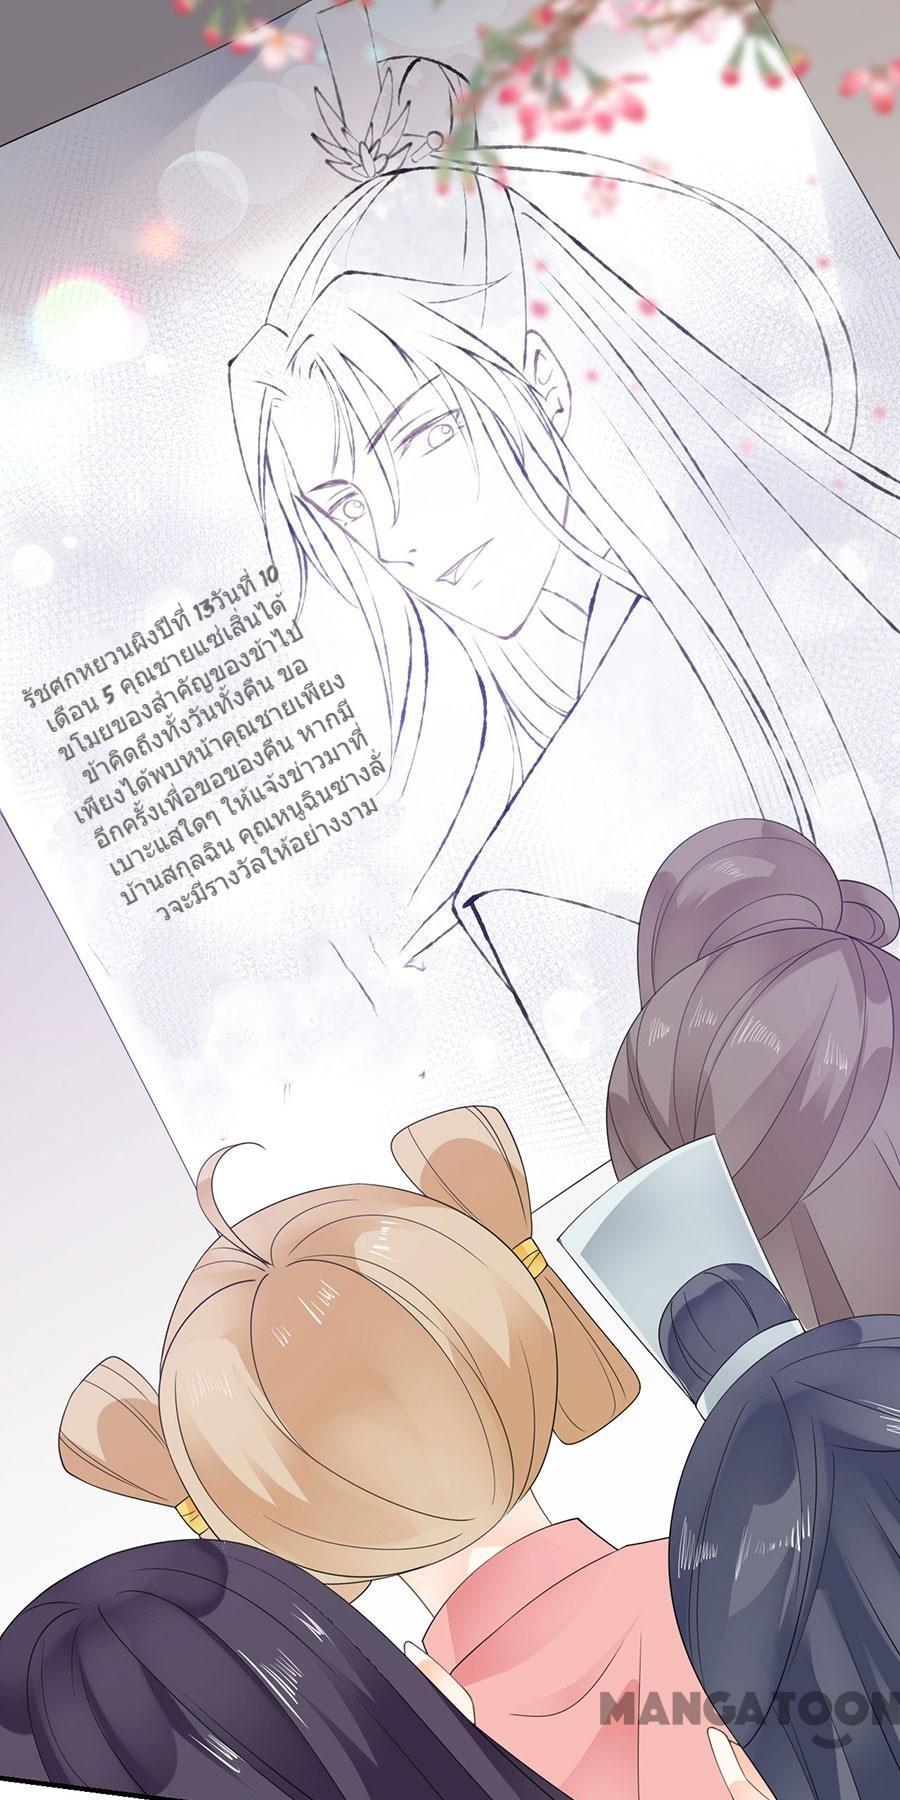 รัชศกหยวนผิงปีที่ 13วันที่ 10
เดือน 5 คุณชายแซ่เสิ่นได้
ขโมยของสำคัญของข้าไป
ข้าคิดถึงทั้งวันทั้งคืน ขอ
เพียงได้พบหน้าคุณชายเพียง
อีกครั้งเพื่อขอของคืน หากมี
เบาะแสใดๆ ให้แจ้งข่าวมาที่
บ้านสกุลฉิน คุณหนูฉินซางลั่
วจะมีรางวัลให้อย่างงาม
MANGATOON